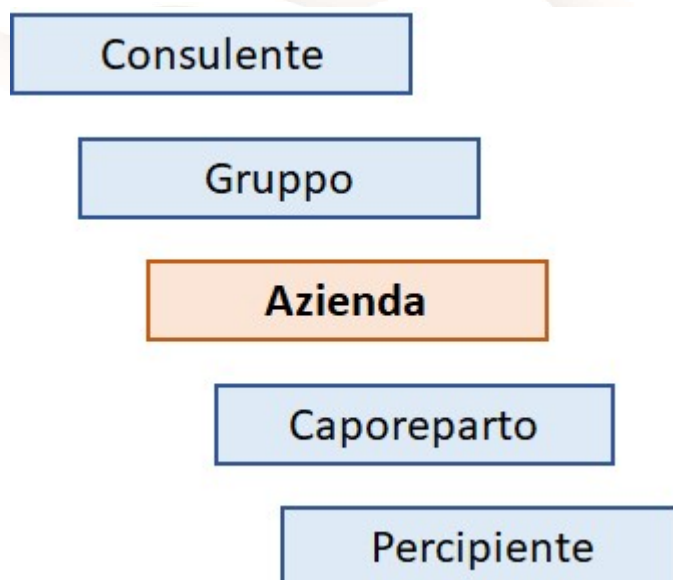 Consulente
Gruppo
Azienda
Caporeparto
Percipiente